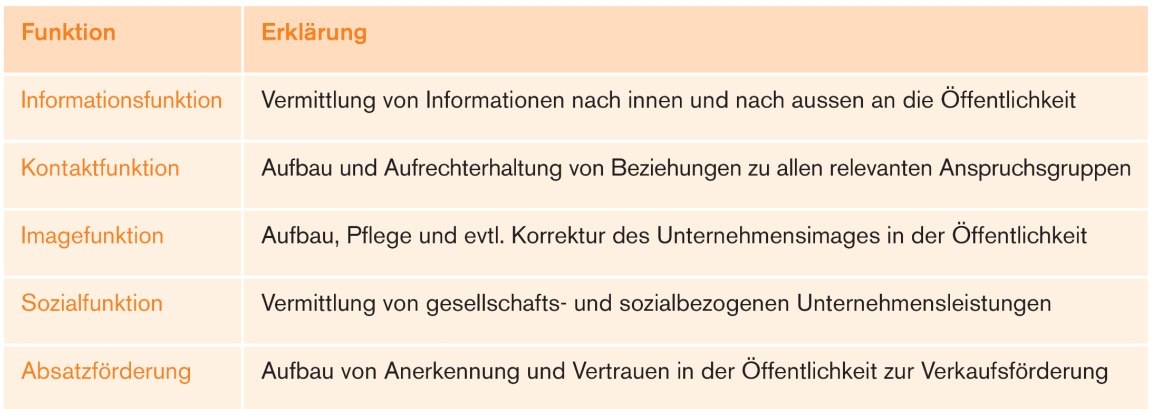 Funktion Erklärung
Informationsfunktion Vermittlung von Informationen nach innen und nach aussen an die Öffentlichkeit
Kontaktfunktion Aufbau und Aufrechterhaltung von Beziehungen zu allen relevanten Anspruchsgruppen
Imagefunktion Aufbau, Pflege und evtl. Korrektur des Unternehmensimages in der Öffentlichkeit
Sozialfunktion Vermittlung von gesellschafts- und sozialbezogenen Unternehmensleistungen
Absatzförderung Aufbau von Anerkennung und Vertrauen in der Öffentlichkeit zur Verkaufsförderung